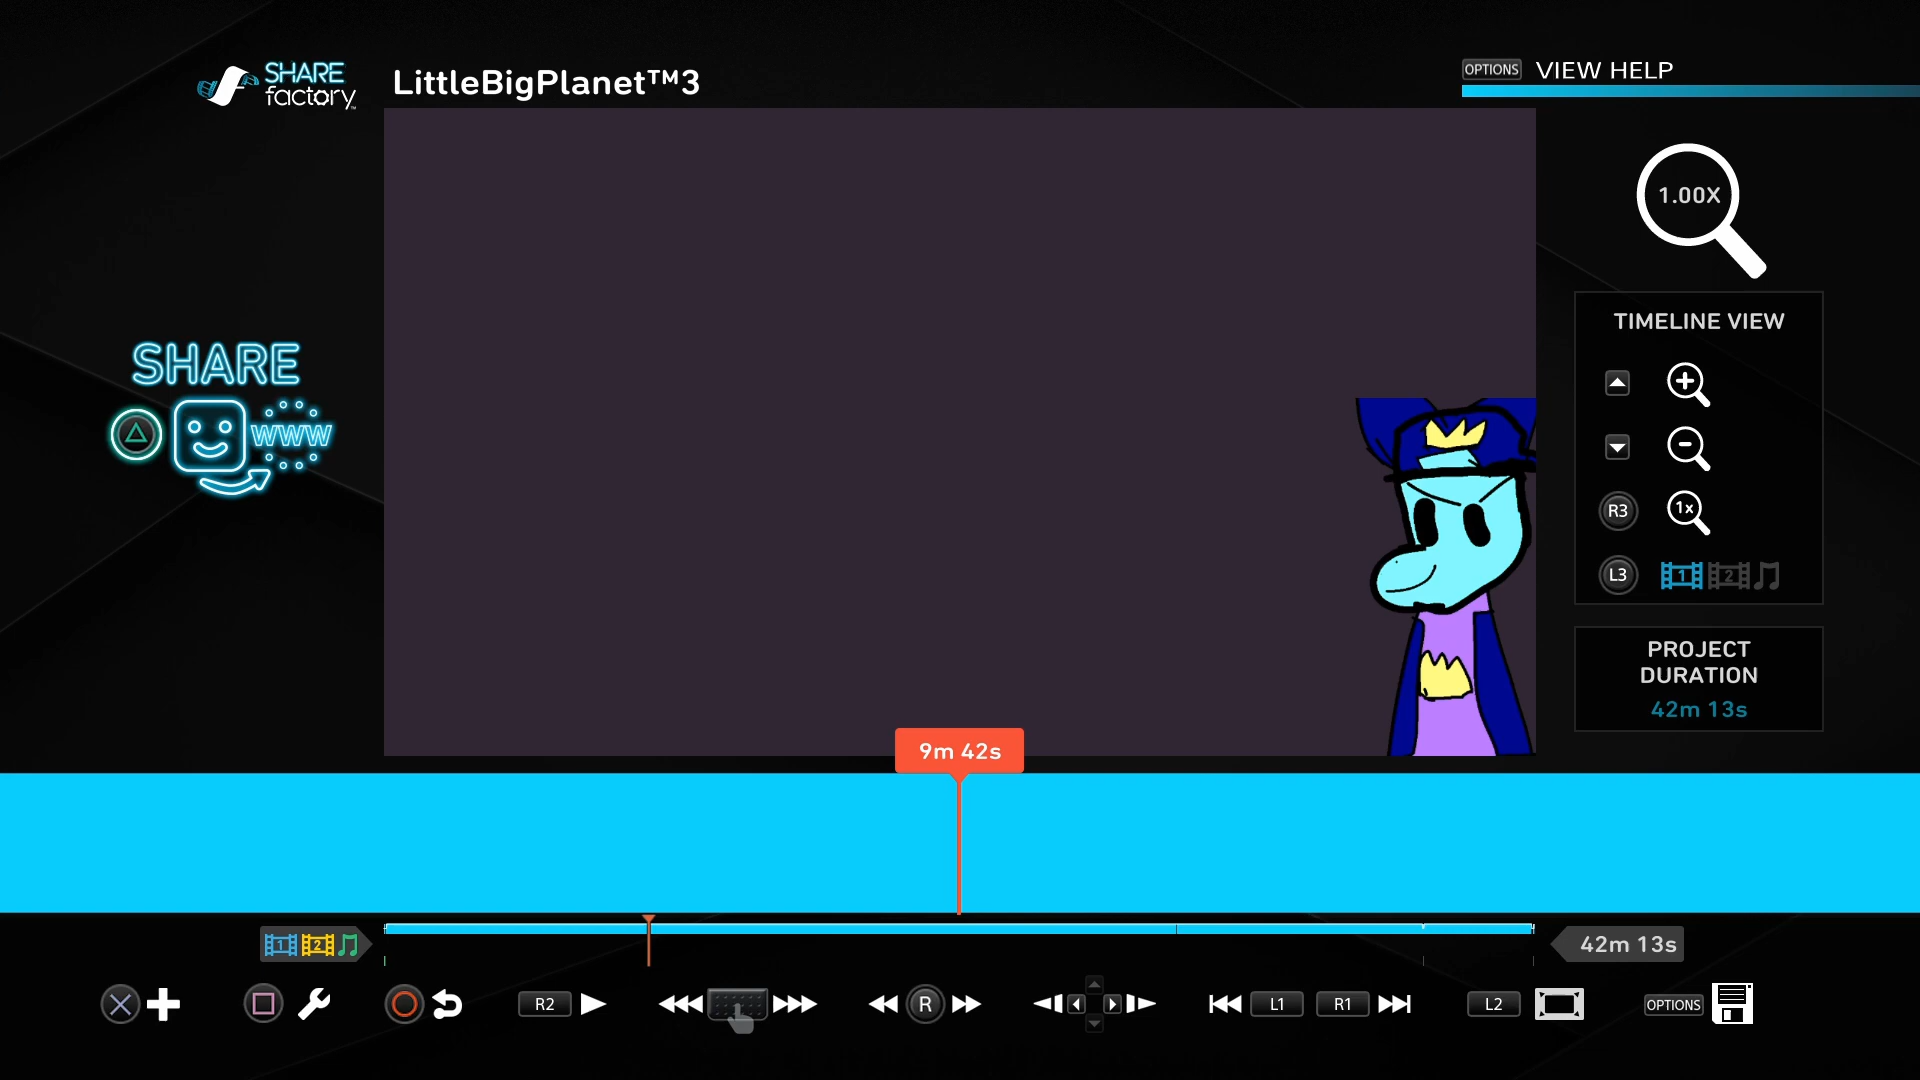 SHARE
factory™
LittleBigPlanet™3
OPTIONS VIEW HELP
1.00X
TIMELINE VIEW
R3 1x
L3 1 2
PROJECT
DURATION
42m 13s
SHARE
www
9m 42s
1 2
42m 13s
R2
R
L1
R1
L2
OPTIONS